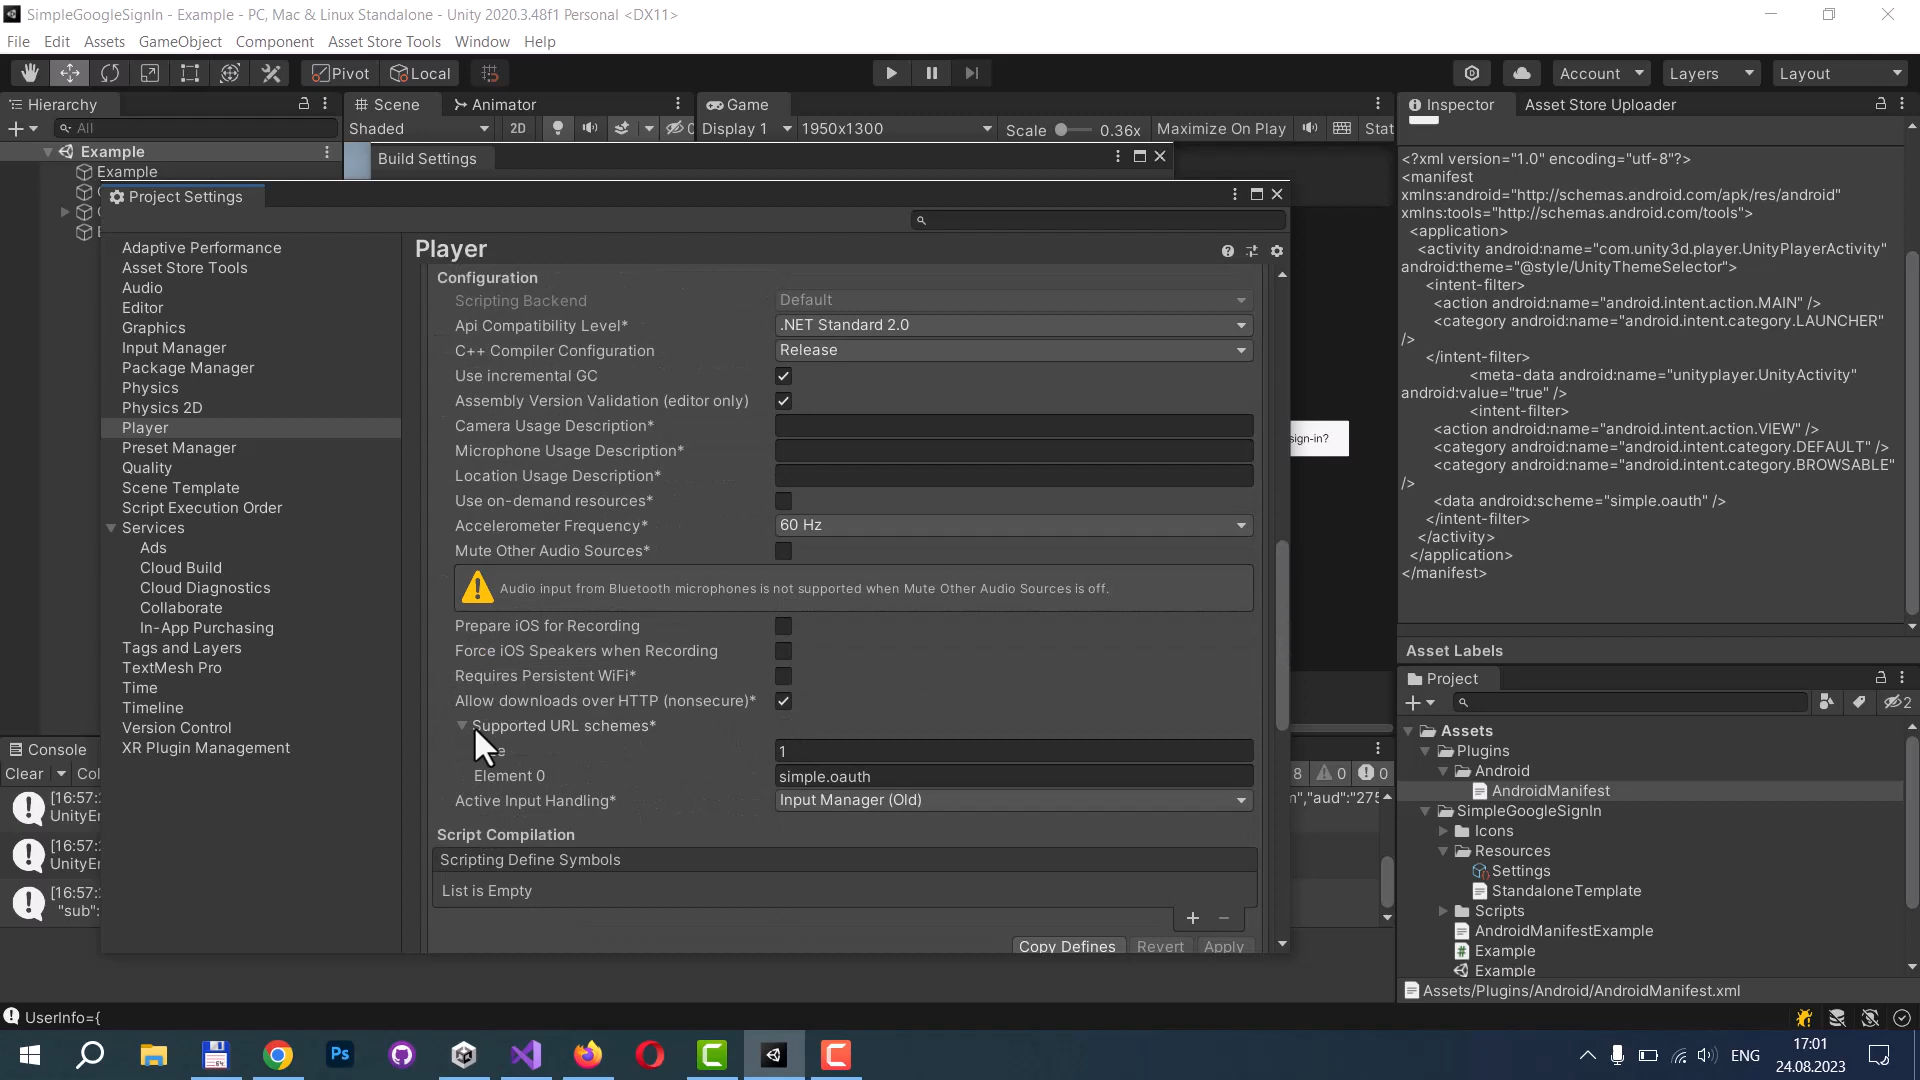 SimpleGoogleSignIn - Example - PC, Mac & Linux Standalone - Unity 2020.3.48f1 Personal <DX11>
File Edit Assets GameObject Component Asset Store Tools Window Help
Pivot Local Account Layers Layout
Hierarchy
All
Example
Example
Scene Animator
Shaded 2D
Game
Display 1 1950x1300 Scale 0.36x Maximize On Play Stat
Build Settings
Project Settings
Adaptive Performance
Asset Store Tools
Audio
Editor
Graphics
Input Manager
Package Manager
Physics
Physics 2D
Player
Preset Manager
Quality
Scene Template
Script Execution Order
Services
Ads
Cloud Build
Cloud Diagnostics
Collaborate
In-App Purchasing
Tags and Layers
TextMesh Pro
Time
Timeline
Version Control
XR Plugin Management
Player
Configuration
Scripting Backend Default
Api Compatibility Level* .NET Standard 2.0
C++ Compiler Configuration Release
Use incremental GC
Assembly Version Validation (editor only)
Camera Usage Description*
Microphone Usage Description*
Location Usage Description*
Use on-demand resources*
Accelerometer Frequency* 60 Hz
Mute Other Audio Sources*
Audio input from Bluetooth microphones is not supported when Mute Other Audio Sources is off.
Prepare iOS for Recording
Force iOS Speakers when Recording
Requires Persistent WiFi*
Allow downloads over HTTP (nonsecure)*
Supported URL schemes*
1
Element 0 simple.oauth
Active Input Handling* Input Manager (Old)
Script Compilation
Scripting Define Symbols
List is Empty
Copy Defines Revert Apply
sign-in?
Inspector Asset Store Uploader
<?xml version="1.0" encoding="utf-8"?>
<manifest
xmlns:android="http://schemas.android.com/apk/res/android"
xmlns:tools="http://schemas.android.com/tools">
<application>
<activity android:name="com.unity3d.player.UnityPlayerActivity"
android:theme="@style/UnityThemeSelector">
<intent-filter>
<action android:name="android.intent.action.MAIN" />
<category android:name="android.intent.category.LAUNCHER"
/>
</intent-filter>
<meta-data android:name="unityplayer.UnityActivity"
android:value="true" />
<intent-filter>
<action android:name="android.intent.action.VIEW" />
<category android:name="android.intent.category.DEFAULT" />
<category android:name="android.intent.category.BROWSABLE"
/>
<data android:scheme="simple.oauth" />
</intent-filter>
</activity>
</application>
</manifest>
Asset Labels
Project
2
Assets
Plugins
Android
AndroidManifest
SimpleGoogleSignIn
Icons
Resources
Settings
StandaloneTemplate
Scripts
AndroidManifestExample
Example
Example
Assets/Plugins/Android/AndroidManifest.xml
Console
Clear Col
8 0 0
[16:57:
UnityEn
[16:57:
UnityEn
[16:57:
"sub":
","aud":"275
UserInfo={
ENG
17:01
24.08.2023